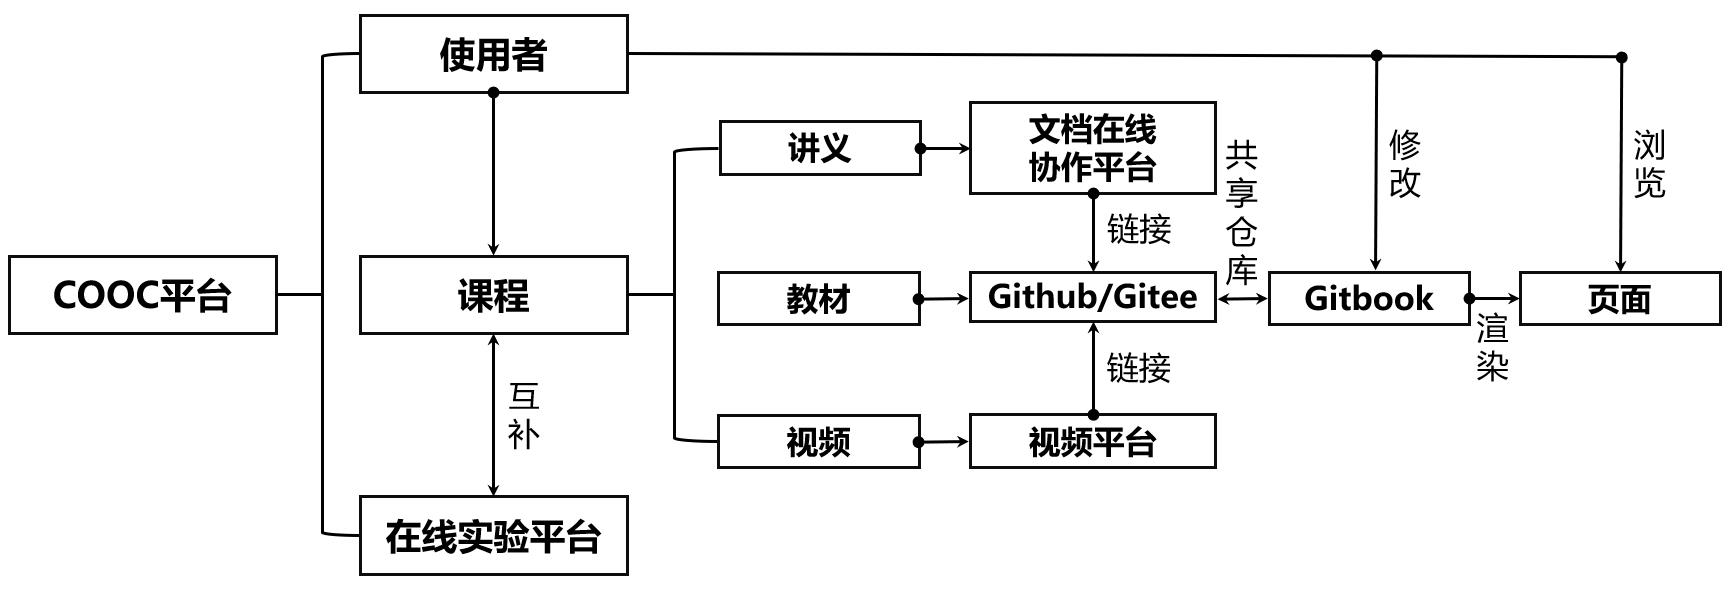 使用者
讲义
文档在线
协作平台
共享仓库
修改
浏览
链接
COOC平台
课程
教材
Github/Gitee
Gitbook
页面
渲染
链接
互补
视频
视频平台
在线实验平台